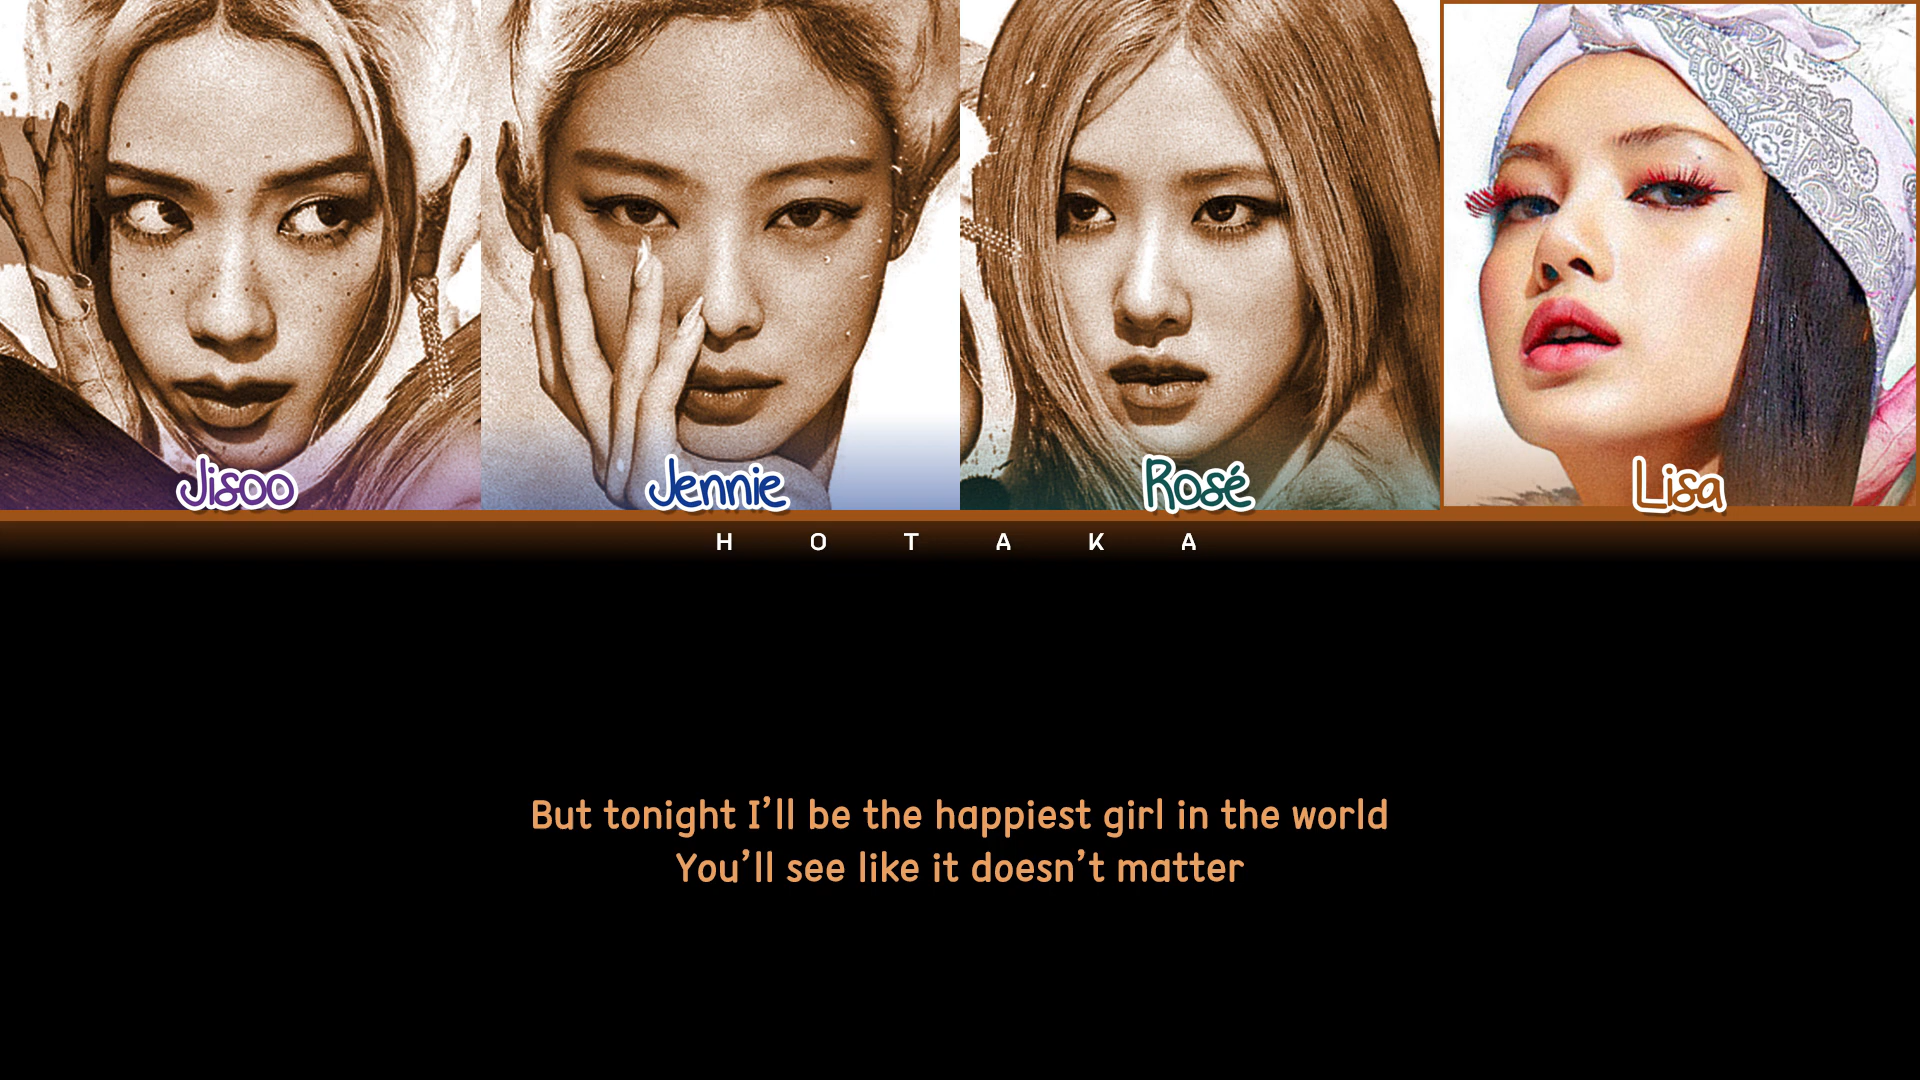 Jisoo Jennie Rosé Lisa
HOTAKA
But tonight I'll be the happiest girl in the world
You'll see like it doesn't matter